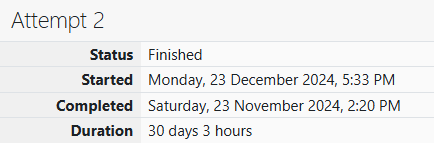 Attempt 2
Status Finished
Started Monday, 23 December 2024, 5:33 PM
Completed Saturday, 23 November 2024, 2:20 PM
Duration 30 days 3 hours